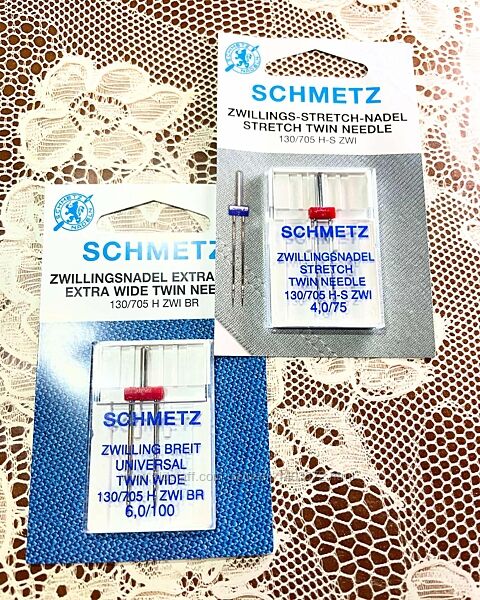 SCHMETZ
SCHMETZ
ZWILLINGS-STRETCH-NADEL
STRETCH TWIN NEEDLE
130/705 H-S ZWI
SCHMETZ
ZWILLINGSNADEL
STRETCH
TWIN NEEDLE
130/705 H-S ZWI
4,0/75
SCHMETZ
SCHMETZ
ZWILLINGSNADEL EXTRA
EXTRA WIDE TWIN NEE
130/705 H ZWI BR
SCHMETZ
ZWILLING BREIT
UNIVERSAL
TWIN WIDE
130/705 H ZWI BR
6,0/100